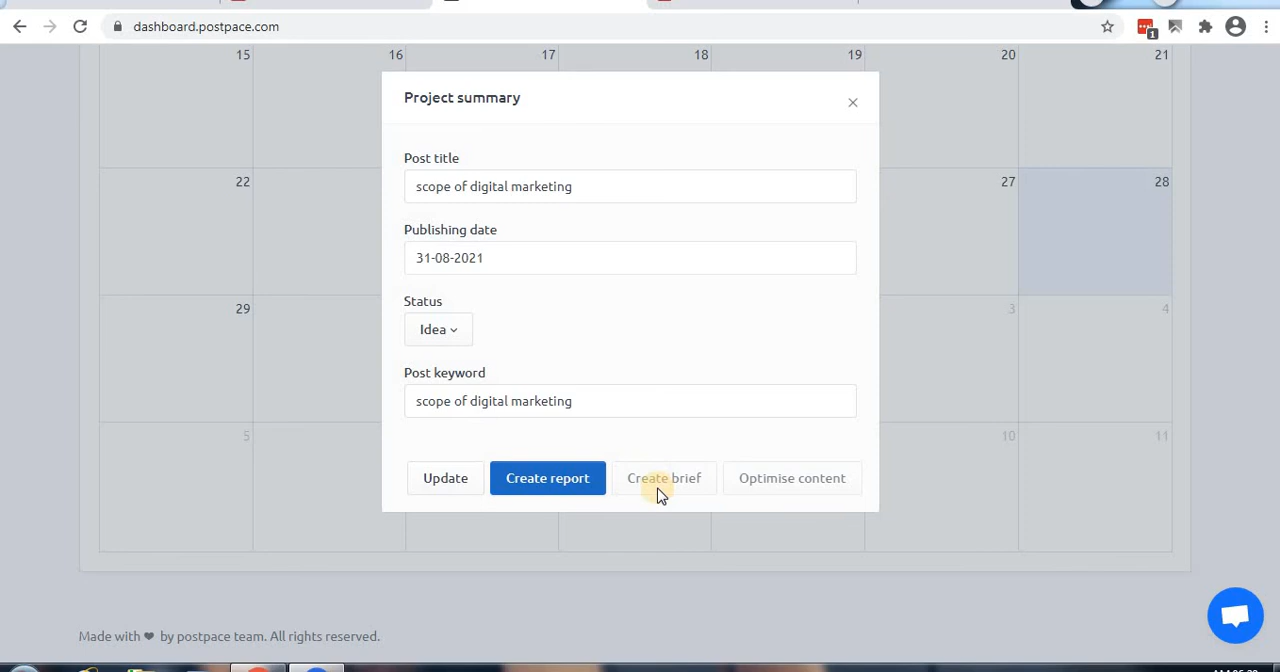 dashboard.postpace.com
1
15 16 17 18 19 20 21
Project summary
×
Post title
scope of digital marketing
22 27 28
Publishing date
31-08-2021
Status
29 3 4
Idea
Post keyword
scope of digital marketing
5 10 11
Update Create report Create brief Optimise content
Made with ❤ by postpace team. All rights reserved.